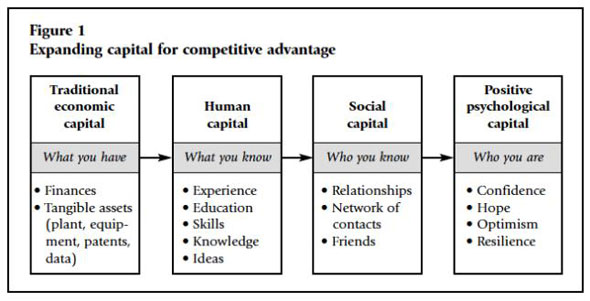 Figure 1
Expanding capital for competitive advantage
Traditional
economic
capital
What you have
• Finances
• Tangible assets
(plant, equip-
ment, patents,
data)
Human
capital
What you know
• Experience
• Education
• Skills
• Knowledge
• Ideas
Social
capital
Who you know
• Relationships
• Network of
contacts
• Friends
Positive
psychological
capital
Who you are
• Confidence
• Hope
• Optimism
• Resilience